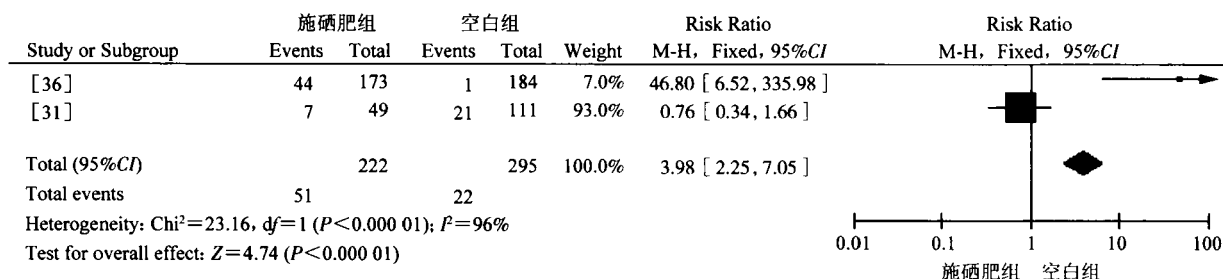 施硒肥组 空白组 Risk Ratio Risk Ratio
Study or Subgroup Events Total Events Total Weight M-H, Fixed, 95%CI M-H, Fixed, 95%CI
[36] 44 173 1 184 7.0% 46.80 [6.52, 335.98]
[31] 7 49 21 111 93.0% 0.76 [0.34, 1.66]
Total (95%CI) 222 295 100.0% 3.98 [2.25, 7.05]
Total events 51 22
Heterogeneity: Chi²=23.16, df=1 (P<0.000 01); I²=96%
Test for overall effect: Z=4.74 (P<0.000 01)
0.01 0.1 1 10 100
施硒肥组 空白组